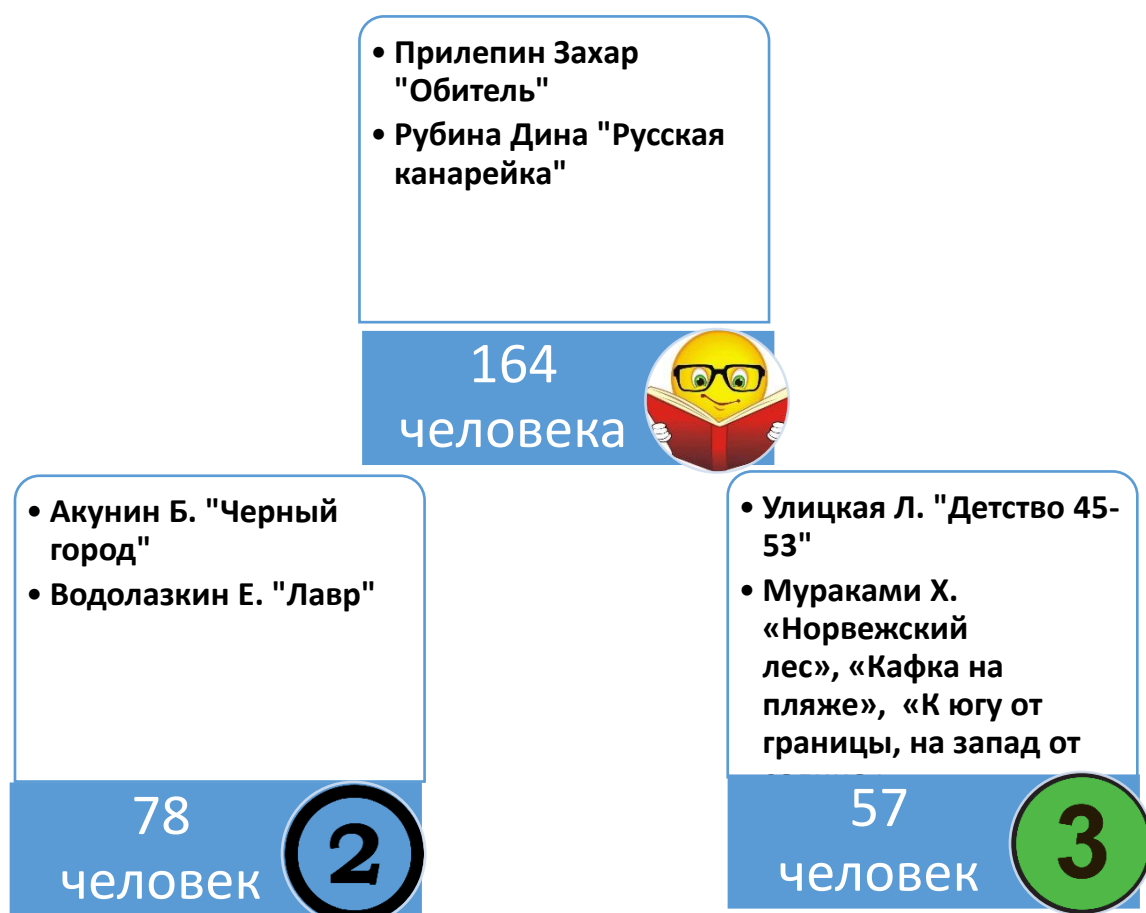 • Прилепин Захар
"Обитель"
• Рубина Дина "Русская
канарейка"
164
человека
• Акунин Б. "Черный
город"
• Водолазкин Е. "Лавр"
78
человек
2
• Улицкая Л. "Детство 45-
53"
• Мураками Х.
«Норвежский
лес», «Кафка на
пляже», «К югу от
границы, на запад от
57
человек
3